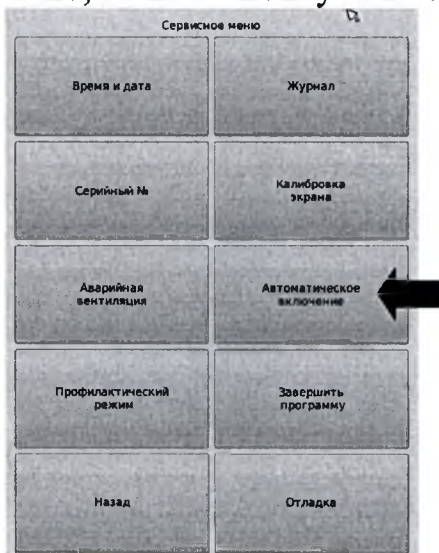 Сервисное меню
Время и дата
Журнал
Серийный №
Калибровка
экрана
Аварийная
вентиляция
Автоматическое
включение
Профилактический
режим
Завершить
программу
Назад
Отладка